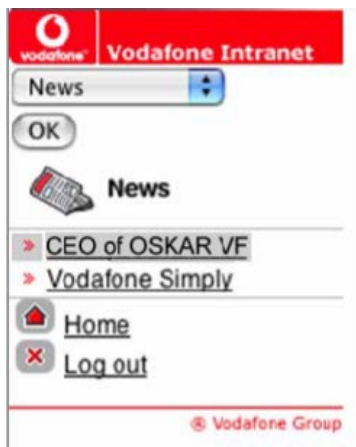 vodafone
Vodafone Intranet
News
OK
News
» CEO of OSKAR VF
» Vodafone Simply
Home
Log out
® Vodafone Group